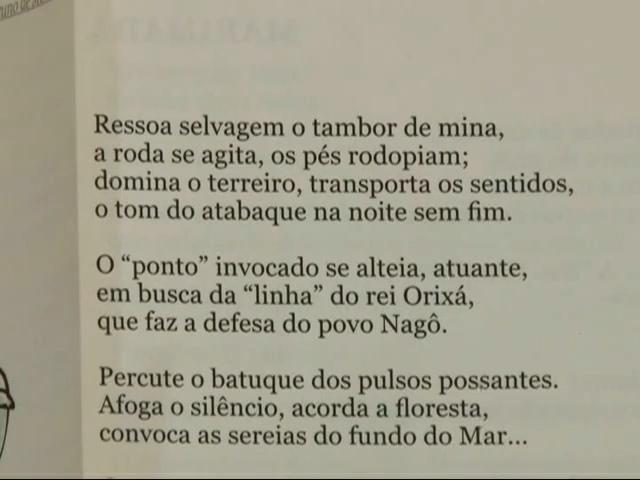 Ressoa selvagem o tambor de mina,
a roda se agita, os pés rodopiam;
domina o terreiro, transporta os sentidos,
o tom do atabaque na noite sem fim.
O “ponto” invocado se alteia, atuante,
em busca da “linha” do rei Orixá,
que faz a defesa do povo Nagô.
Percute o batuque dos pulsos possantes.
Afoga o silêncio, acorda a floresta,
convoca as sereias do fundo do Mar...